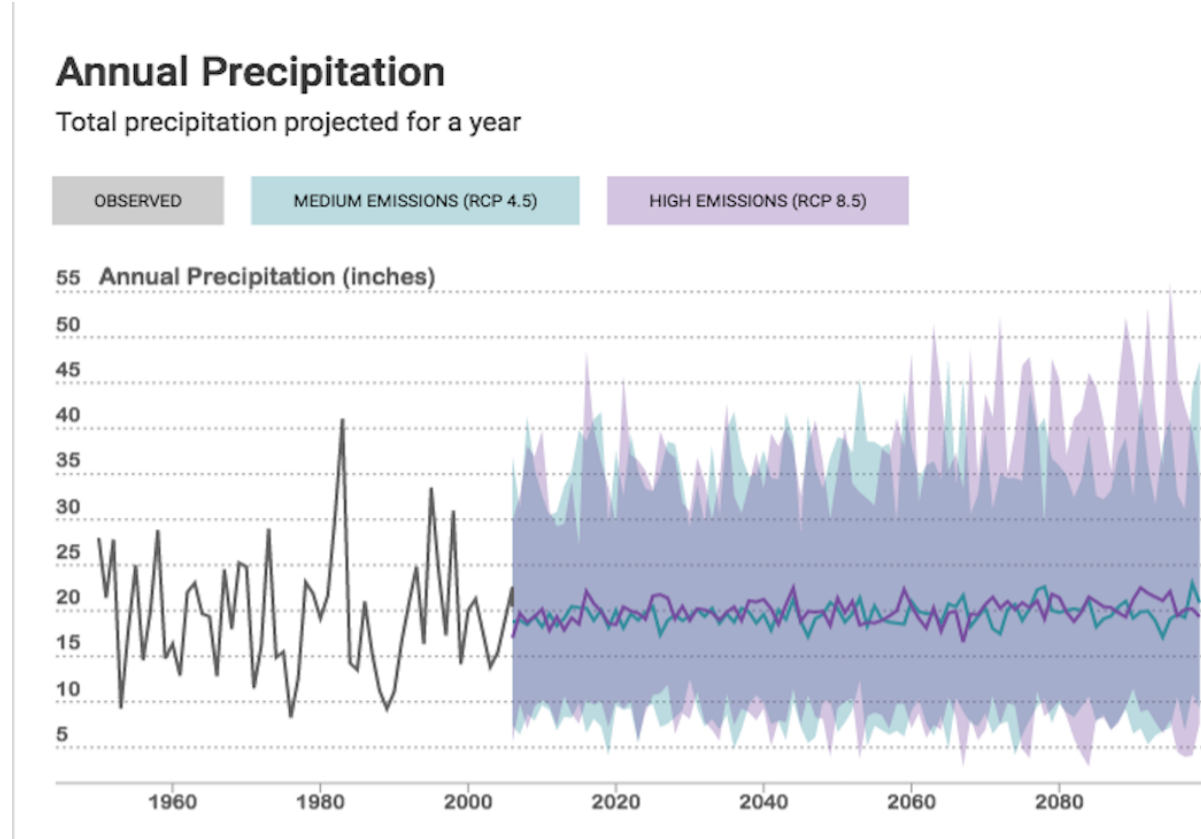 Annual Precipitation
Total precipitation projected for a year
OBSERVED MEDIUM EMISSIONS (RCP 4.5) HIGH EMISSIONS (RCP 8.5)
55 Annual Precipitation (inches)
50
45
40
35
30
25
20
15
10
5
1960 1980 2000 2020 2040 2060 2080